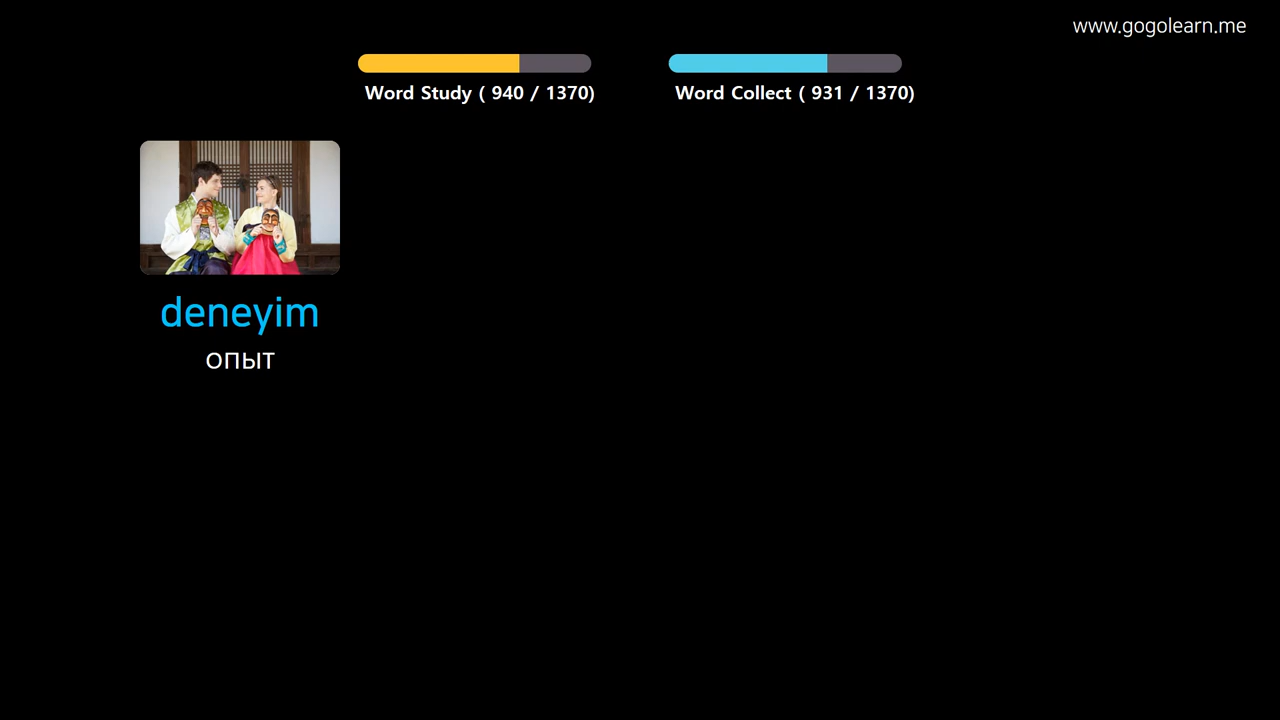 www.gogolearn.me
Word Study ( 940 / 1370)
Word Collect ( 931 / 1370)
deneyim
опыт